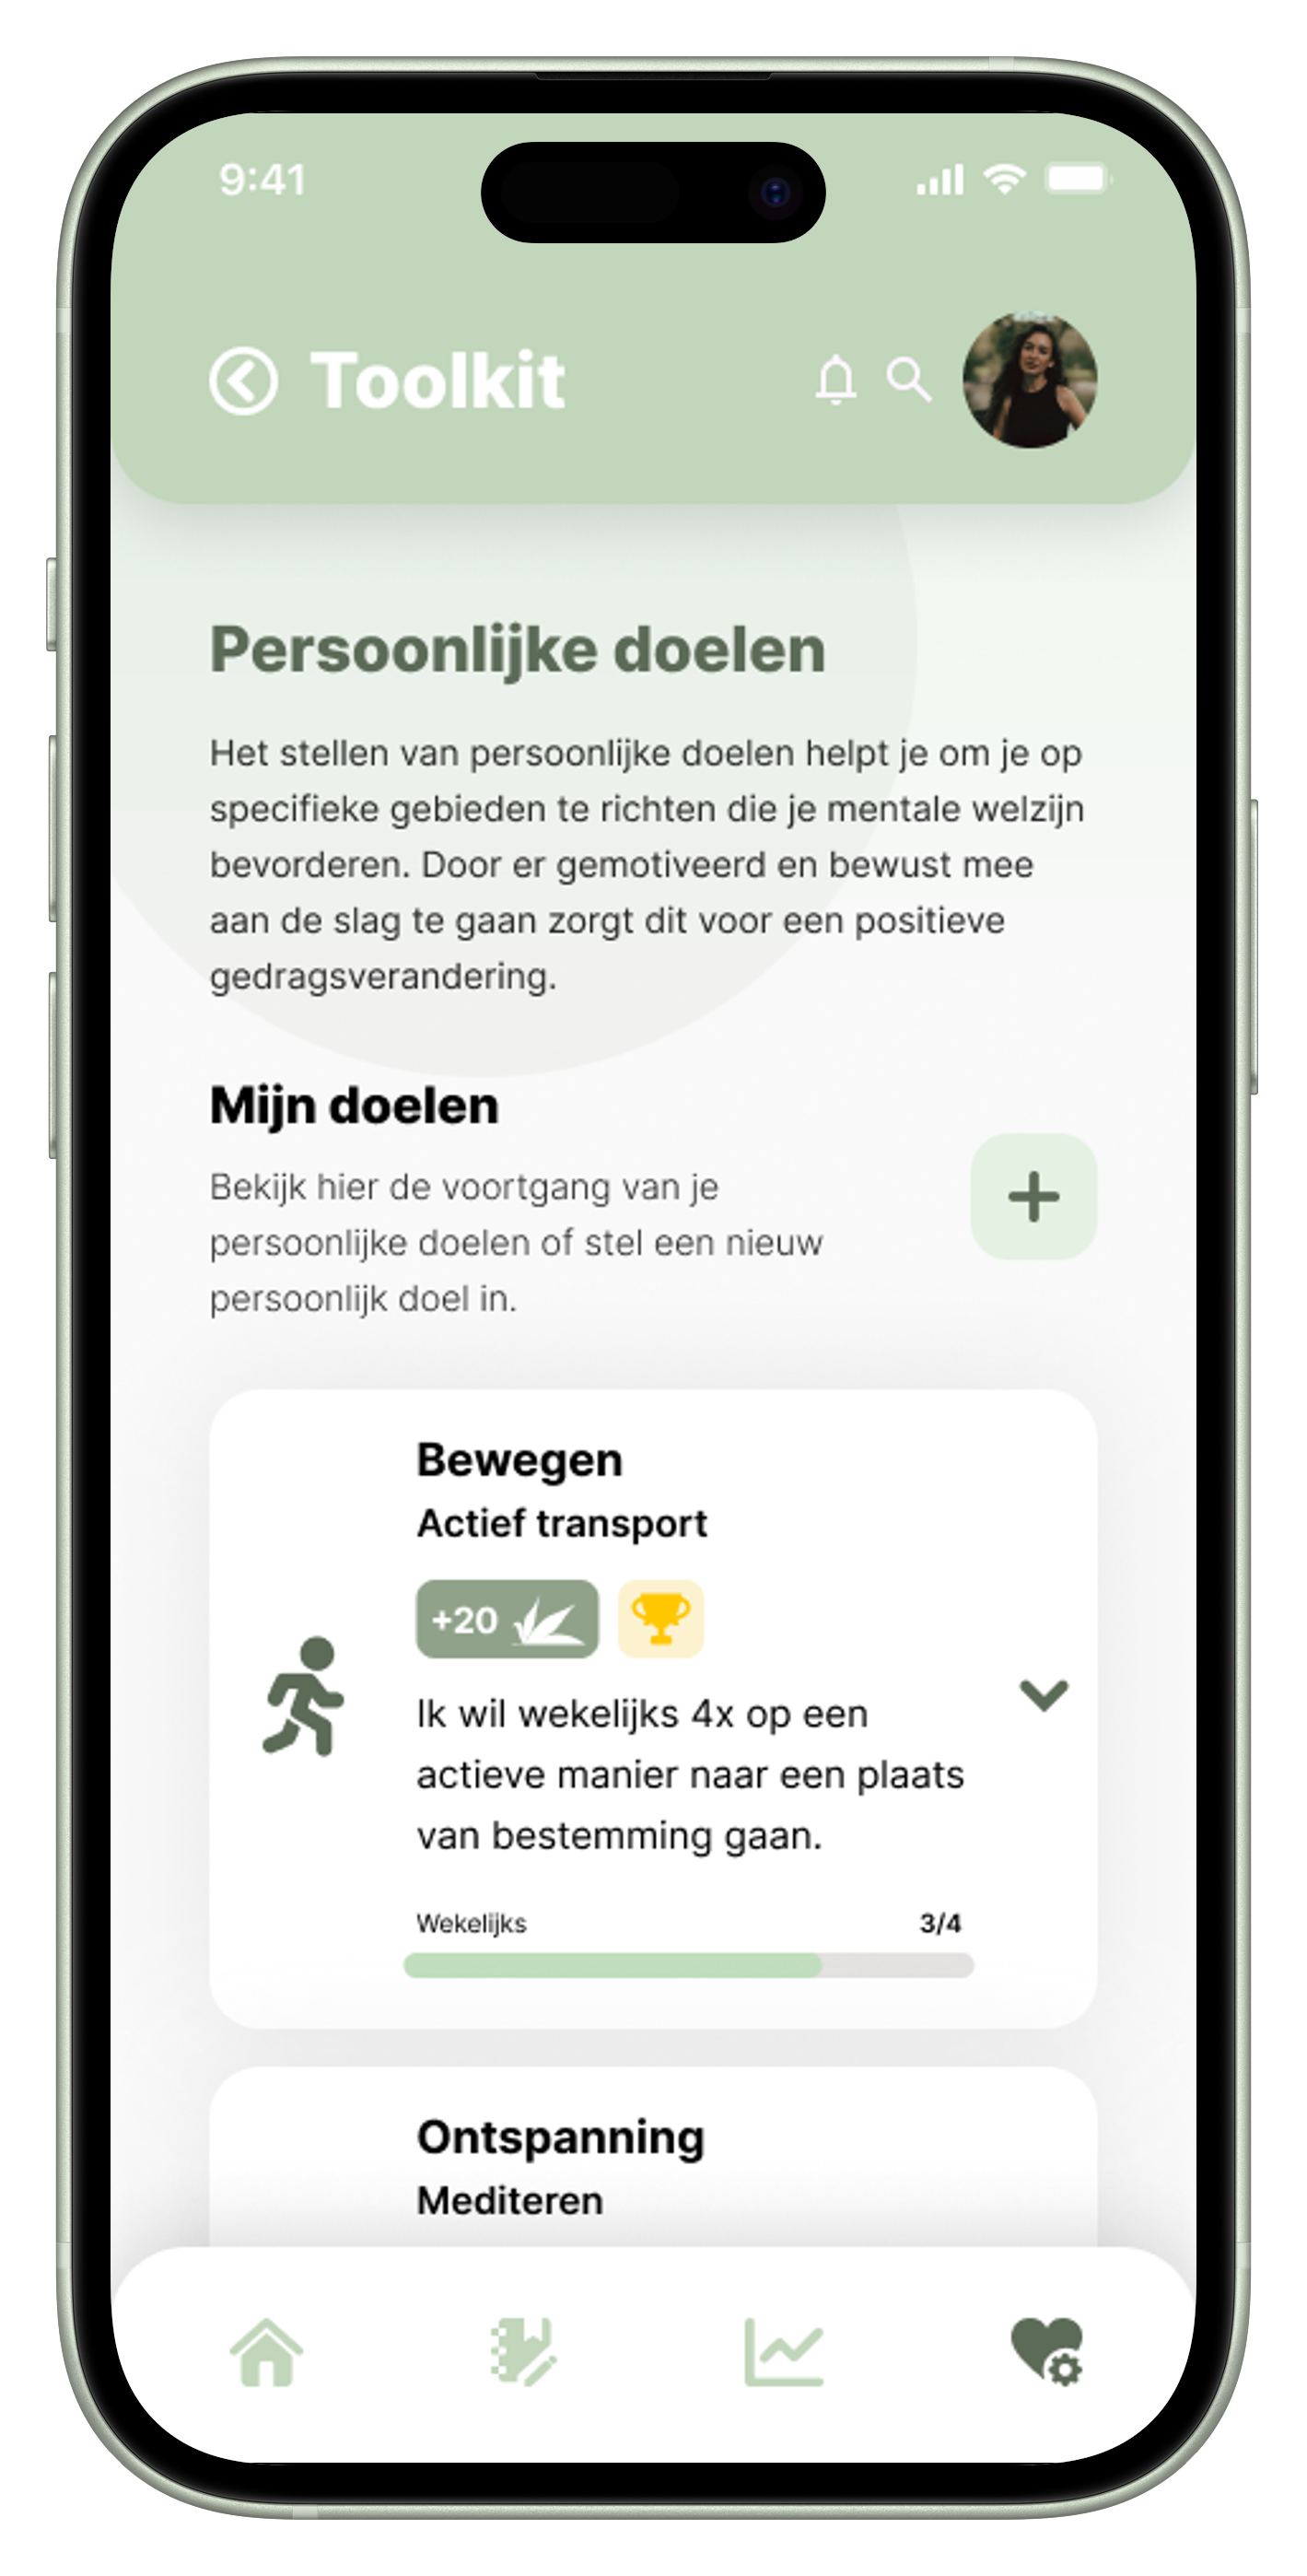 9:41
Toolkit
Persoonlijke doelen
Het stellen van persoonlijke doelen helpt je om je op
specifieke gebieden te richten die je mentale welzijn
bevorderen. Door er gemotiveerd en bewust mee
aan de slag te gaan zorgt dit voor een positieve
gedragsverandering.
Mijn doelen
Bekijk hier de voortgang van je
persoonlijke doelen of stel een nieuw
persoonlijk doel in.
Bewegen
Actief transport
+20
Ik wil wekelijks 4x op een
actieve manier naar een plaats
van bestemming gaan.
Wekelijks 3/4
Ontspanning
Mediteren